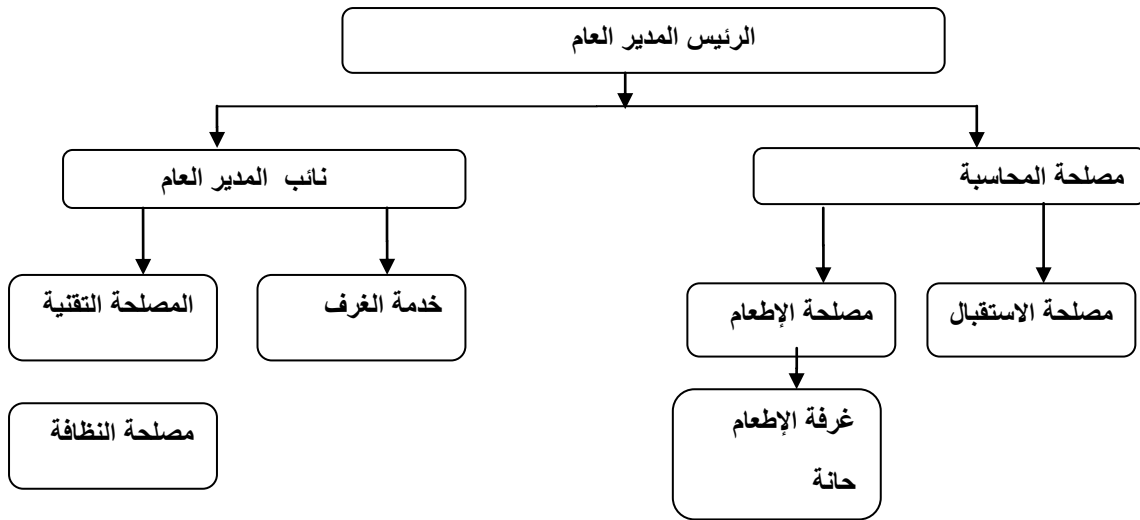 الرئيس المدير العام
مصلحة المحاسبة
نائب المدير العام
مصلحة الاستقبال
مصلحة الإطعام
خدمة الغرف
المصلحة التقنية
غرفة الإطعام
حانة
مصلحة النظافة